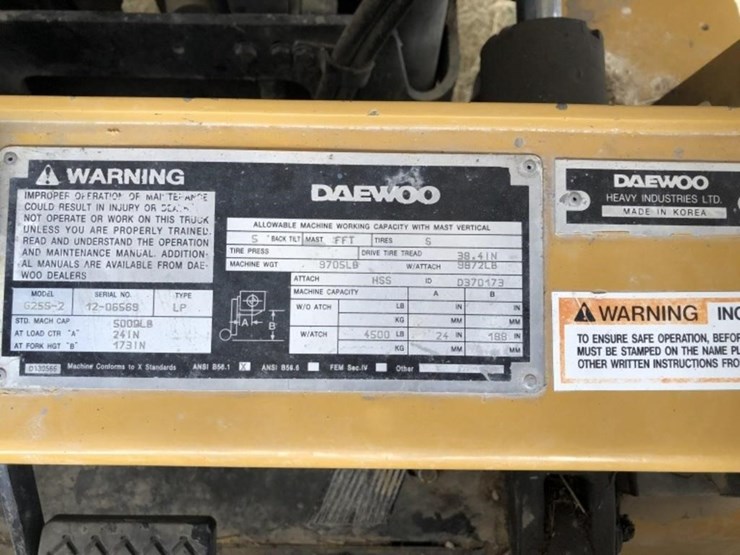 WARNING
IMPROPER OPERATION OR MAINTENANCE
COULD RESULT IN INJURY OR DEATH
NOT OPERATE OR WORK ON THIS TRUCK
UNLESS YOU ARE PROPERLY TRAINED.
READ AND UNDERSTAND THE OPERATION
AND MAINTENANCE MANUAL. ADDITION-
AL MANUALS ARE AVAILABLE FROM DAE-
WOO DEALERS
MODEL SERIAL NO. TYPE
G25S-2 12-06569 LP
STD. MACH CAP. 5000LB
AT LOAD CTR "A" 24IN
AT FORK HGT "B" 173IN
DAEWOO
ALLOWABLE MACHINE WORKING CAPACITY WITH MAST VERTICAL
5 ° BACK TILT MAST FFT TIRES S
TIRE PRESS DRIVE TIRE TREAD 38.4IN
MACHINE WGT 9705LB W/ATTACH 9872LB
ATTACH HSS ID D370173
MACHINE CAPACITY A B
W/O ATCH LB IN IN
KG MM MM
W/ATCH 4500 LB 24 IN 188 IN
KG MM MM
A
B
D132566 Machine Conforms to X Standards ANSI B56.1 X ANSI B56.6 FEM Sec.IV Other
DAEWOO
HEAVY INDUSTRIES LTD.
MADE IN KOREA
WARNING
TO ENSURE SAFE OPERATION, BEFOR
MUST BE STAMPED ON THE NAME PL
OTHER WRITTEN INSTRUCTIONS FRO